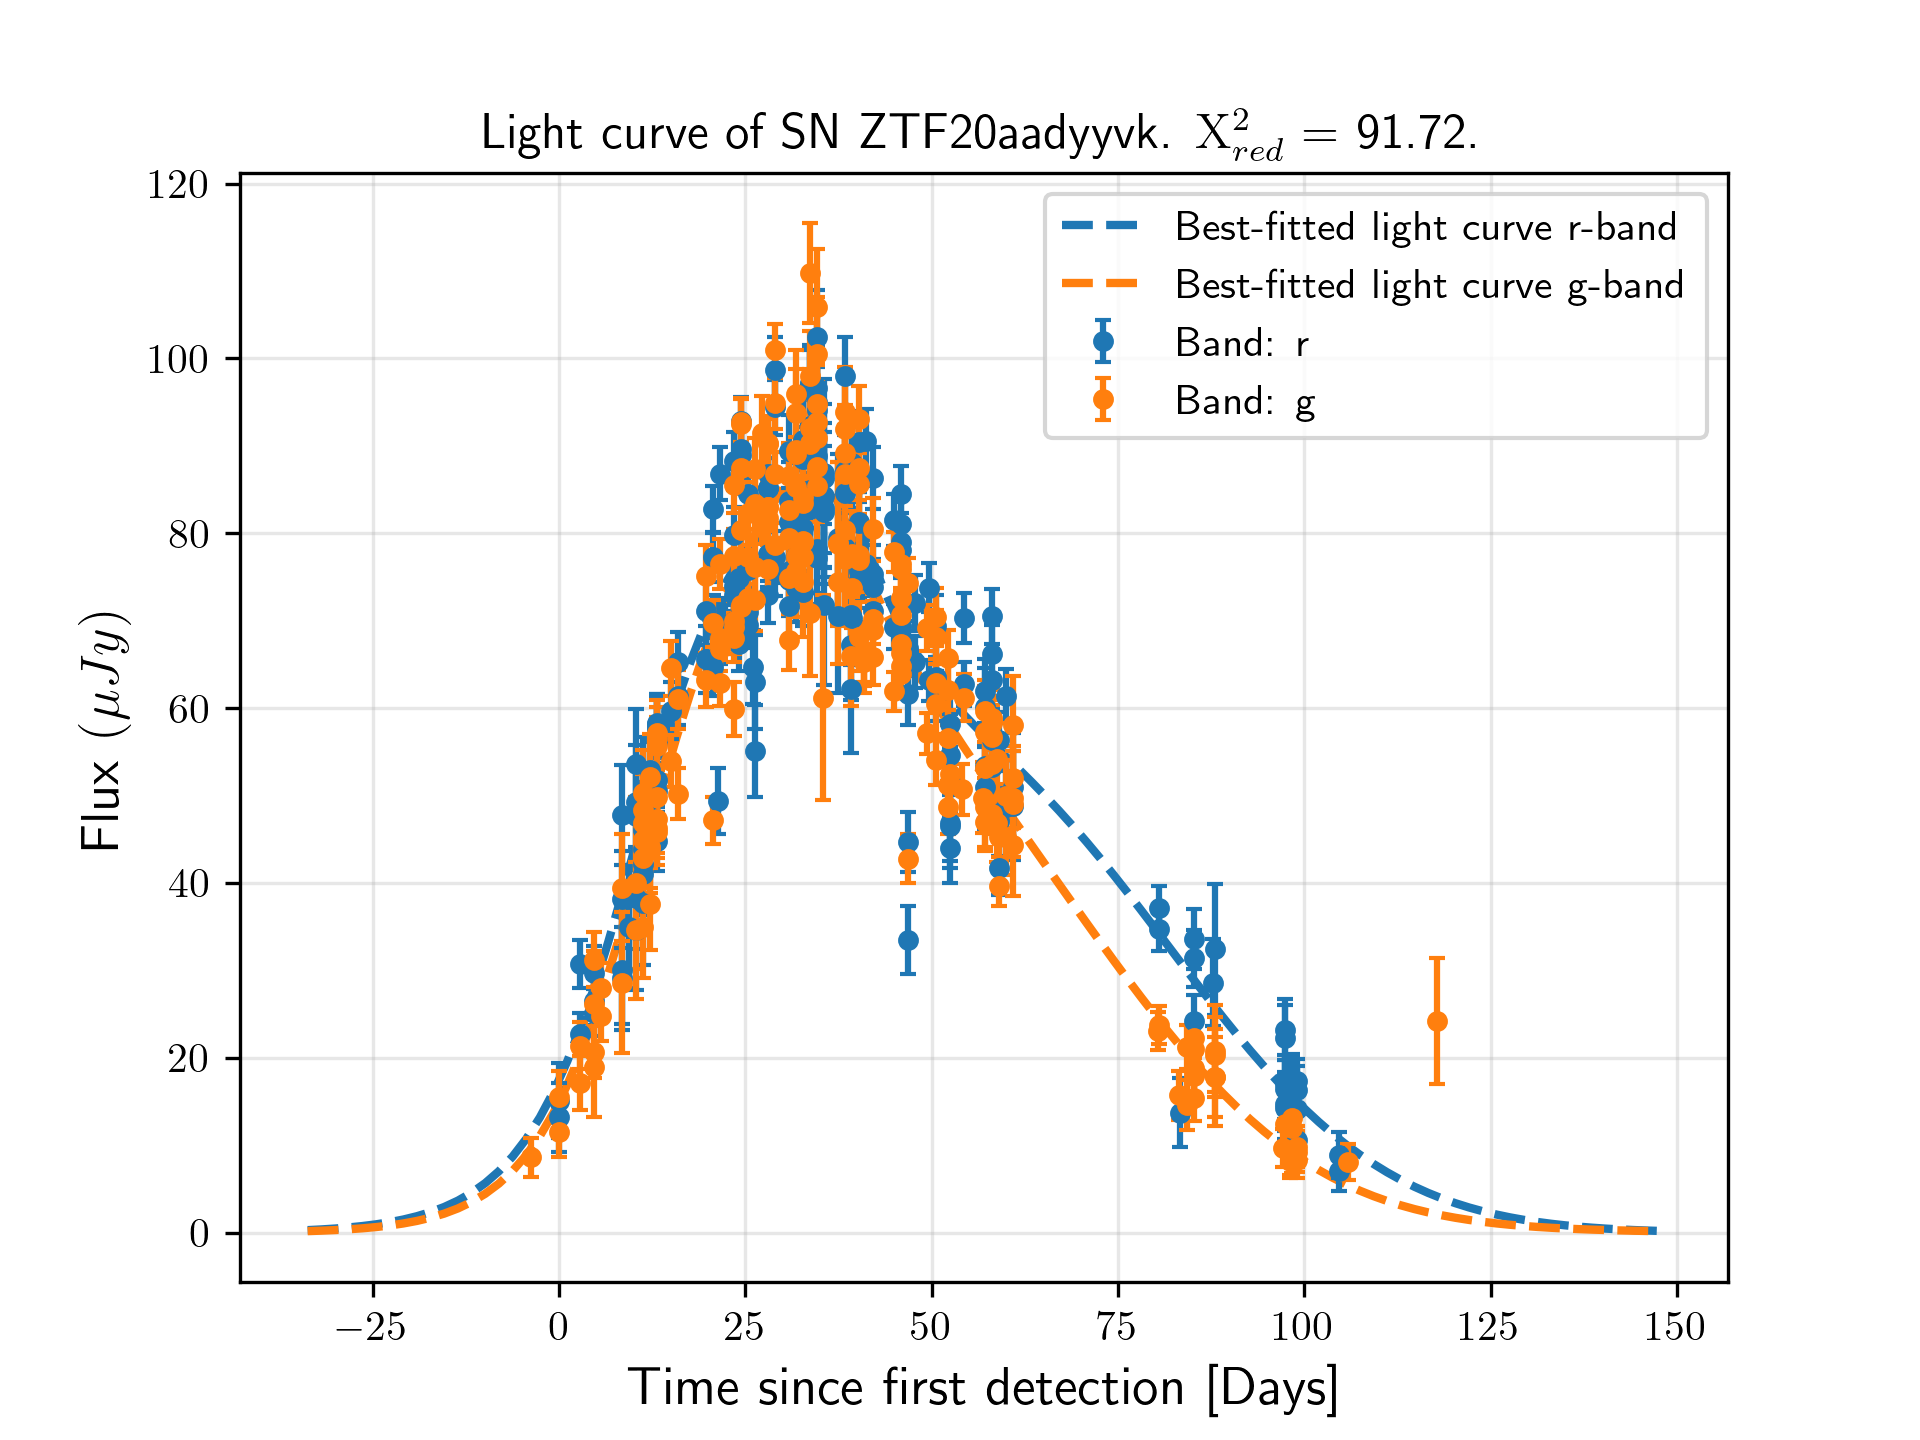 Light curve of SN ZTF20aadyyvk. X²_red = 91.72.
Best-fitted light curve r-band
Best-fitted light curve g-band
Band: r
Band: g
120
100
80
60
40
20
0
Flux (μJy)
−25 0 25 50 75 100 125 150
Time since first detection [Days]